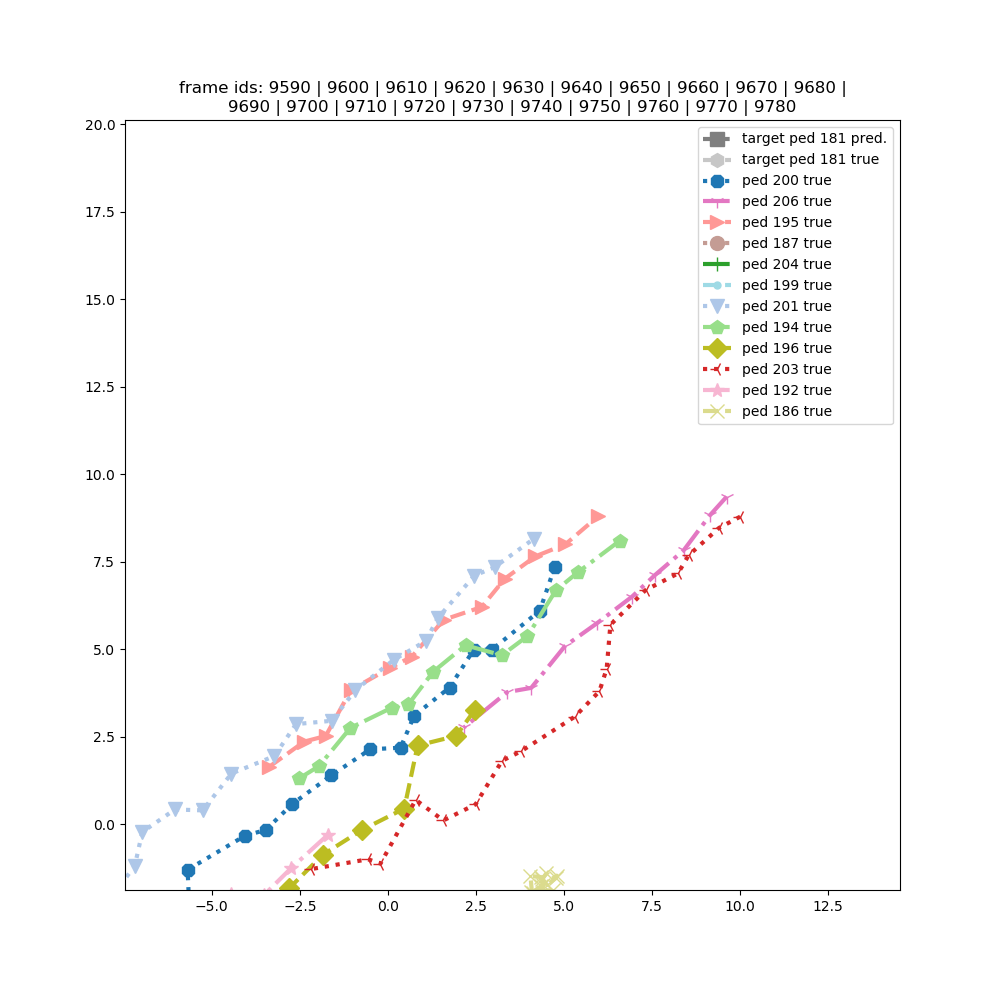 frame ids: 9590 | 9600 | 9610 | 9620 | 9630 | 9640 | 9650 | 9660 | 9670 | 9680 |
9690 | 9700 | 9710 | 9720 | 9730 | 9740 | 9750 | 9760 | 9770 | 9780
20.0
17.5
15.0
12.5
10.0
7.5
5.0
2.5
0.0
target ped 181 pred.
target ped 181 true
ped 200 true
ped 206 true
ped 195 true
ped 187 true
ped 204 true
ped 199 true
ped 201 true
ped 194 true
ped 196 true
ped 203 true
ped 192 true
ped 186 true
−5.0 −2.5 0.0 2.5 5.0 7.5 10.0 12.5